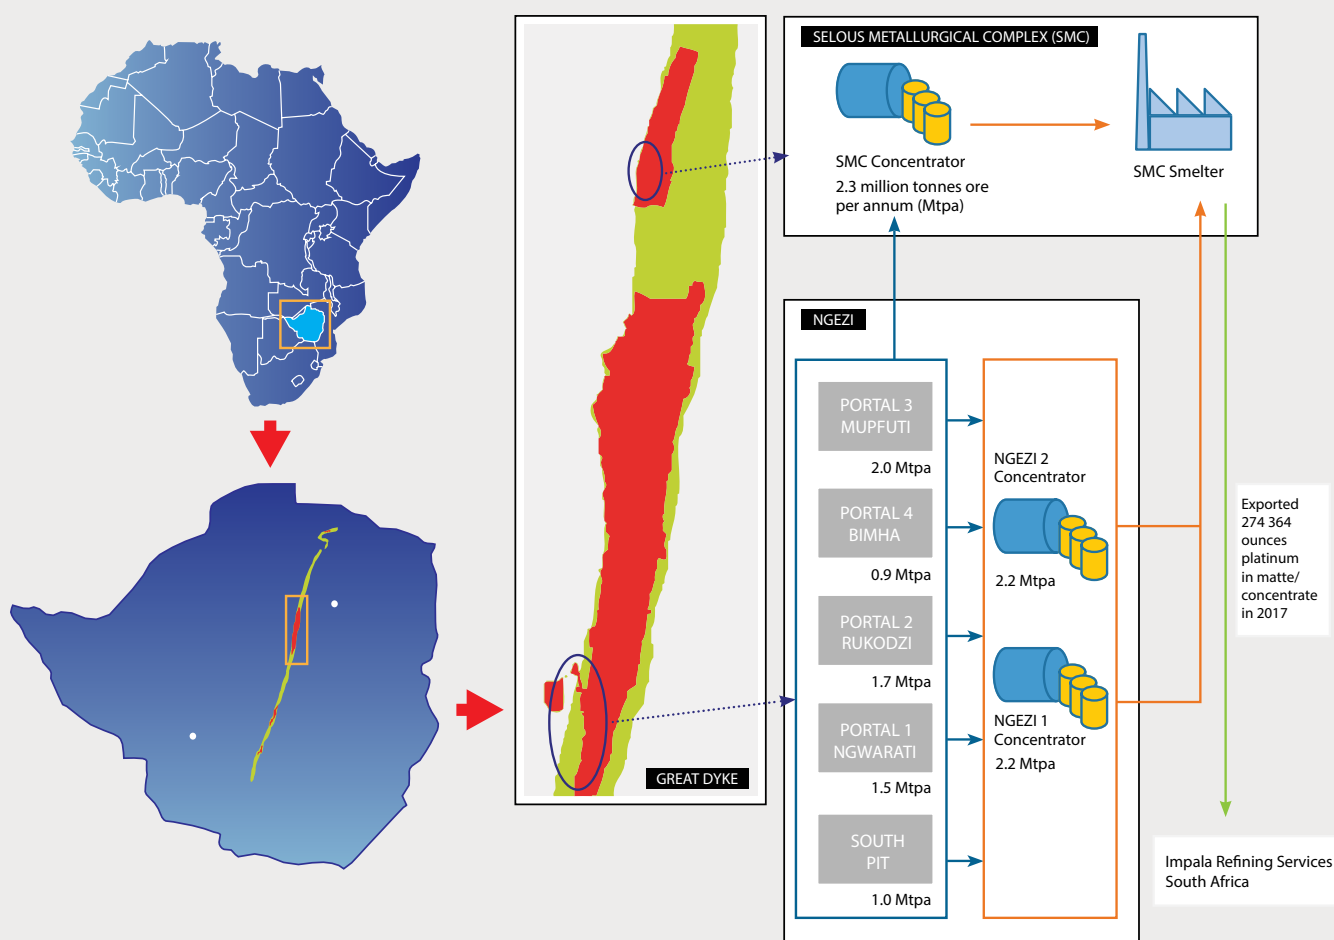 SELOUS METALLURGICAL COMPLEX (SMC)
SMC Concentrator
2.3 million tonnes ore
per annum (Mtpa)
SMC Smelter
GREAT DYKE
NGEZI
PORTAL 3
MUPFUTI
2.0 Mtpa
PORTAL 4
BIMHA
0.9 Mtpa
PORTAL 2
RUKODZI
1.7 Mtpa
PORTAL 1
NGWARATI
1.5 Mtpa
SOUTH
PIT
1.0 Mtpa
NGEZI 2
Concentrator
2.2 Mtpa
NGEZI 1
Concentrator
2.2 Mtpa
Exported
274 364
ounces
platinum
in matte/
concentrate
in 2017
Impala Refining Services
South Africa